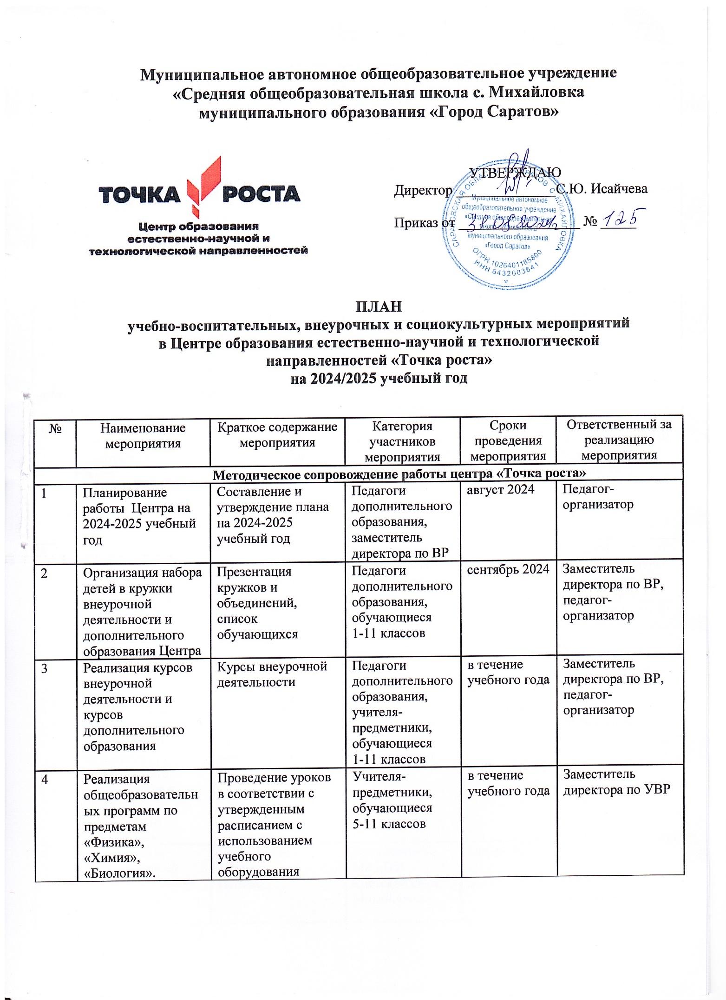 Муниципальное автономное общеобразовательное учреждение
«Средняя общеобразовательная школа с. Михайловка
муниципального образования «Город Саратов»
ТОЧКА РОСТА
Центр образования
естественно-научной и
технологической направленностей
УТВЕРЖДАЮ
Директор С.Ю. Исайчева
Приказ от 31.08.2024 № 125
САРАТОВСКАЯ ОБЛАСТЬ Г. САРАТОВ С. МИХАЙЛОВКА
Муниципальное автономное
общеобразовательное учреждение
«Средняя общеобразовательная
муниципального образования
«Город Саратов»
ОГРН 1026401185800
ИНН 6432003641
ПЛАН
учебно-воспитательных, внеурочных и социокультурных мероприятий
в Центре образования естественно-научной и технологической
направленностей «Точка роста»
на 2024/2025 учебный год
№
Наименование
мероприятия
Краткое содержание
мероприятия
Категория
участников
мероприятия
Сроки
проведения
мероприятия
Ответственный за
реализацию
мероприятия
Методическое сопровождение работы центра «Точка роста»
1
Планирование
работы Центра на
2024-2025 учебный
год
Составление и
утверждение плана
на 2024-2025
учебный год
Педагоги
дополнительного
образования,
заместитель
директора по ВР
август 2024
Педагог-
организатор
2
Организация набора
детей в кружки
внеурочной
деятельности и
дополнительного
образования Центра
Презентация
кружков и
объединений,
список
обучающихся
Педагоги
дополнительного
образования,
обучающиеся
1-11 классов
сентябрь 2024
Заместитель
директора по ВР,
педагог-
организатор
3
Реализация курсов
внеурочной
деятельности и
курсов
дополнительного
образования
Курсы внеурочной
деятельности
Педагоги
дополнительного
образования,
учителя-
предметники,
обучающиеся
1-11 классов
в течение
учебного года
Заместитель
директора по ВР,
педагог-
организатор
4
Реализация
общеобразовательн
ых программ по
предметам
«Физика»,
«Химия»,
«Биология».
Проведение уроков
в соответствии с
утвержденным
расписанием с
использованием
учебного
оборудования
Учителя-
предметники,
обучающиеся
5-11 классов
в течение
учебного года
Заместитель
директора по УВР